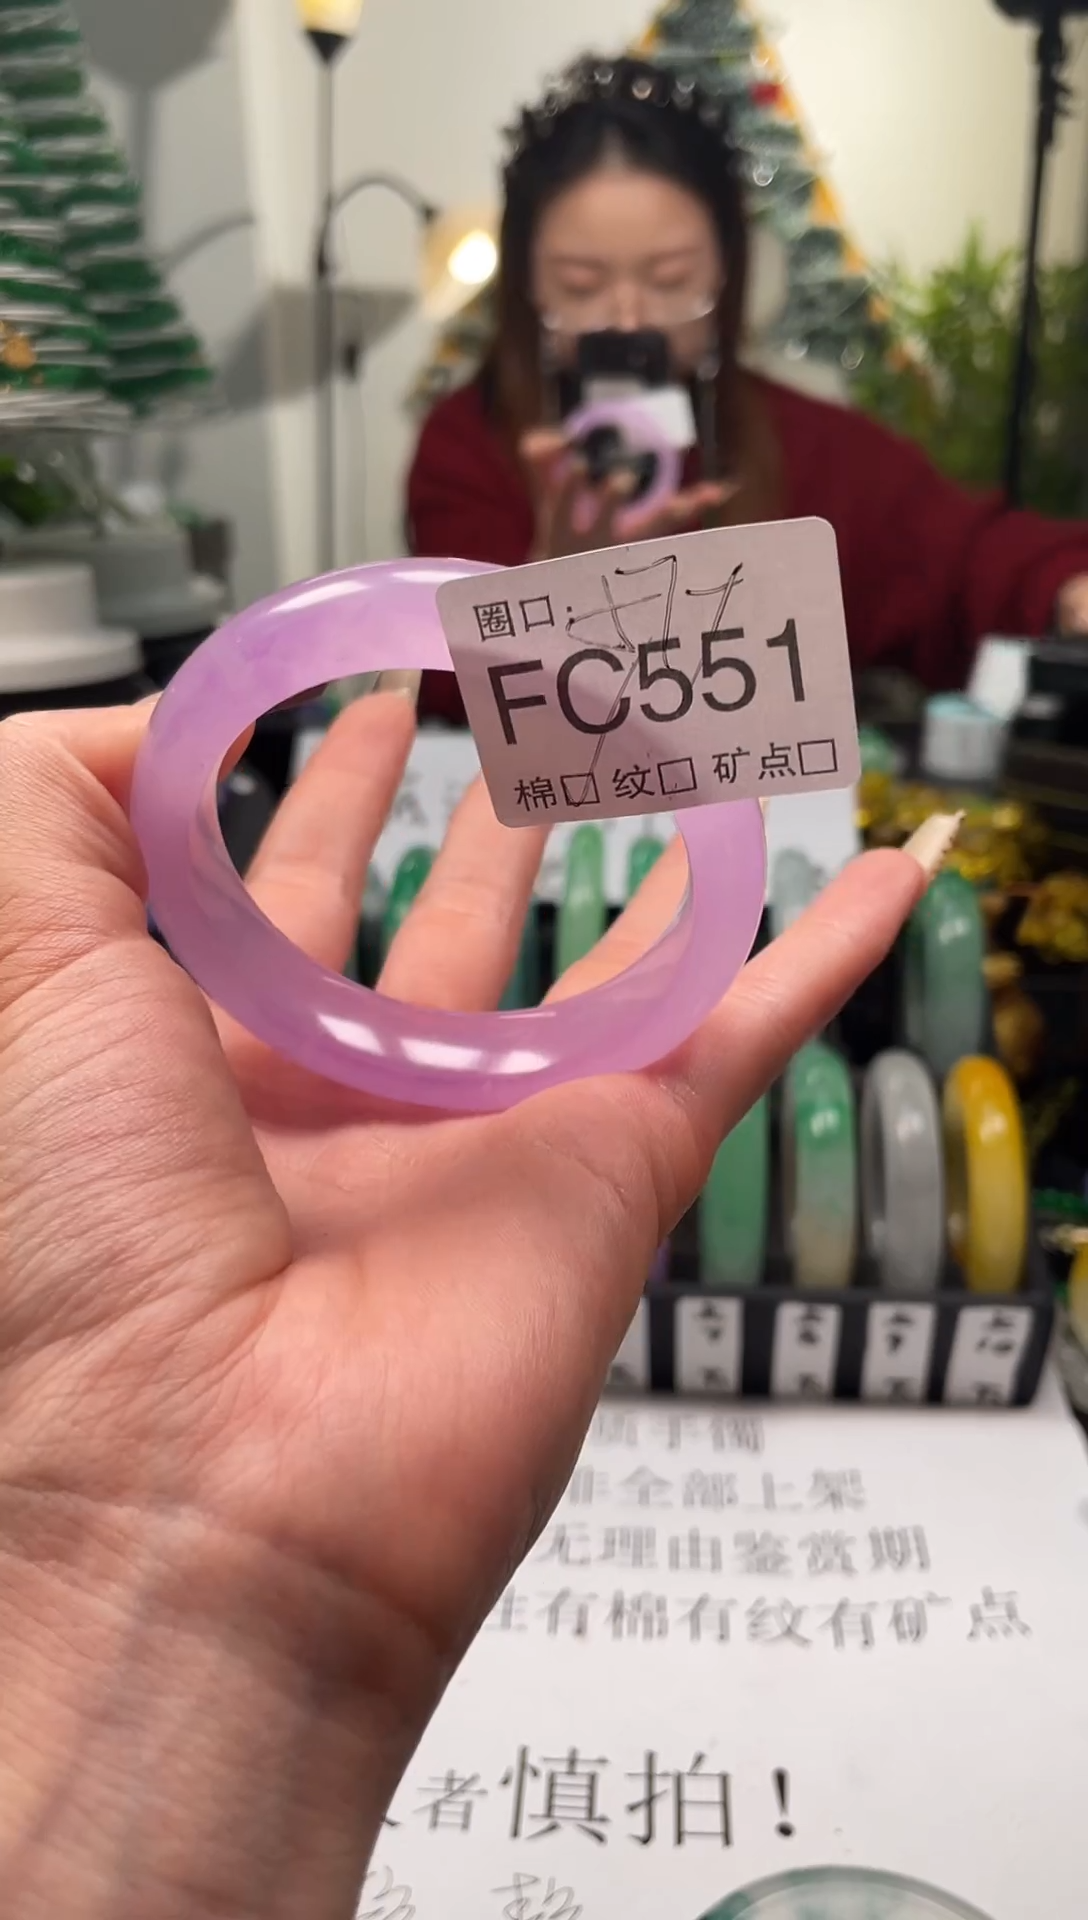 圈口: 57
FC551
棉☑ 纹□ 矿点□
手镯
非全部上架
无理由鉴赏期
有棉有纹有矿点
者慎拍!